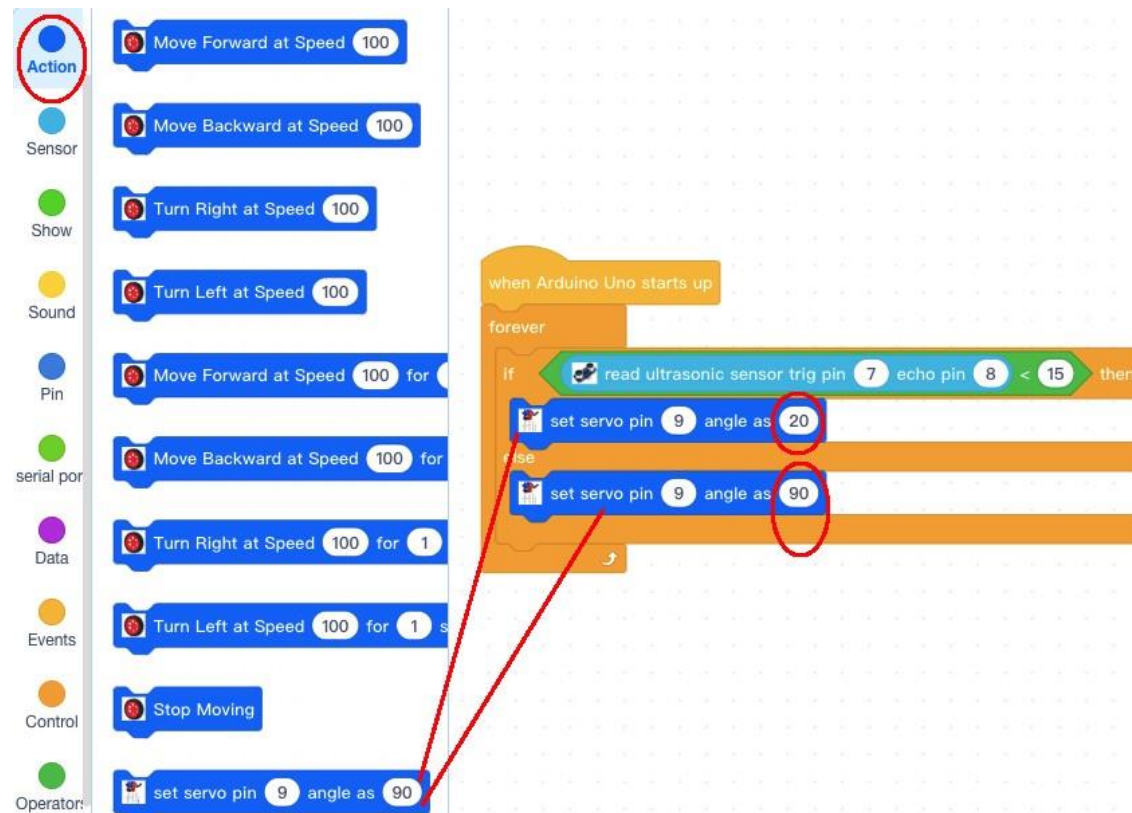 Action
Sensor
Show
Sound
Pin
serial por
Data
Events
Control
Operators
Move Forward at Speed 100
Move Backward at Speed 100
Turn Right at Speed 100
Turn Left at Speed 100
Move Forward at Speed 100 for
Move Backward at Speed 100 for
Turn Right at Speed 100 for 1
Turn Left at Speed 100 for 1 s
Stop Moving
set servo pin 9 angle as 90
when Arduino Uno starts up
forever
if read ultrasonic sensor trig pin 7 echo pin 8 < 15 then
set servo pin 9 angle as 20
else
set servo pin 9 angle as 90